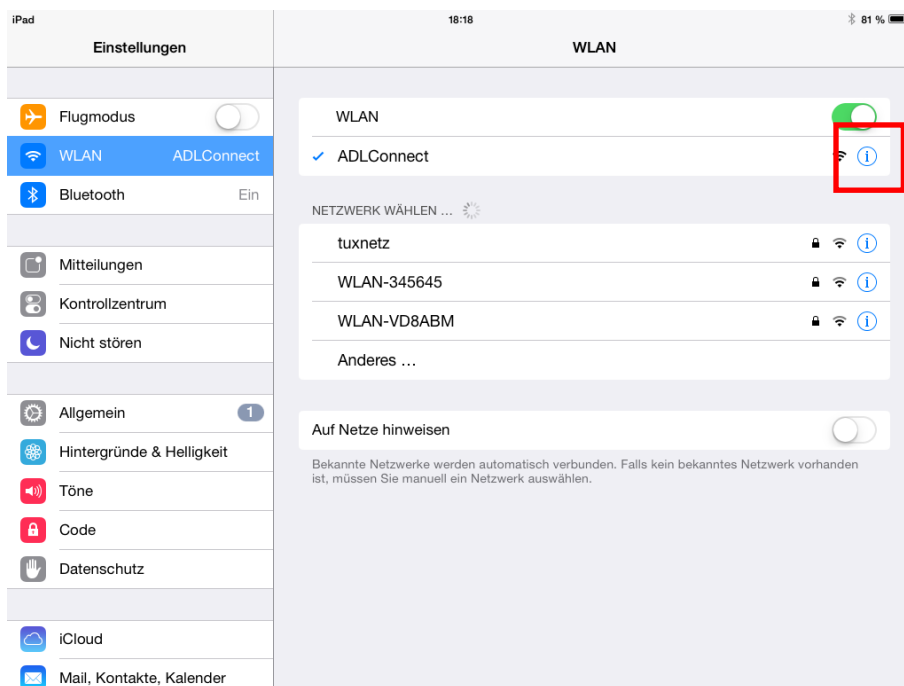 iPad 18:18 81 %
Einstellungen
WLAN
Flugmodus
WLAN ADLConnect
Bluetooth Ein
Mitteilungen
Kontrollzentrum
Nicht stören
Allgemein 1
Hintergründe & Helligkeit
Töne
Code
Datenschutz
iCloud
Mail, Kontakte, Kalender
WLAN
ADLConnect
NETZWERK WÄHLEN ...
tuxnetz
WLAN-345645
WLAN-VD8ABM
Anderes ...
Auf Netze hinweisen
Bekannte Netzwerke werden automatisch verbunden. Falls kein bekanntes Netzwerk vorhanden
ist, müssen Sie manuell ein Netzwerk auswählen.